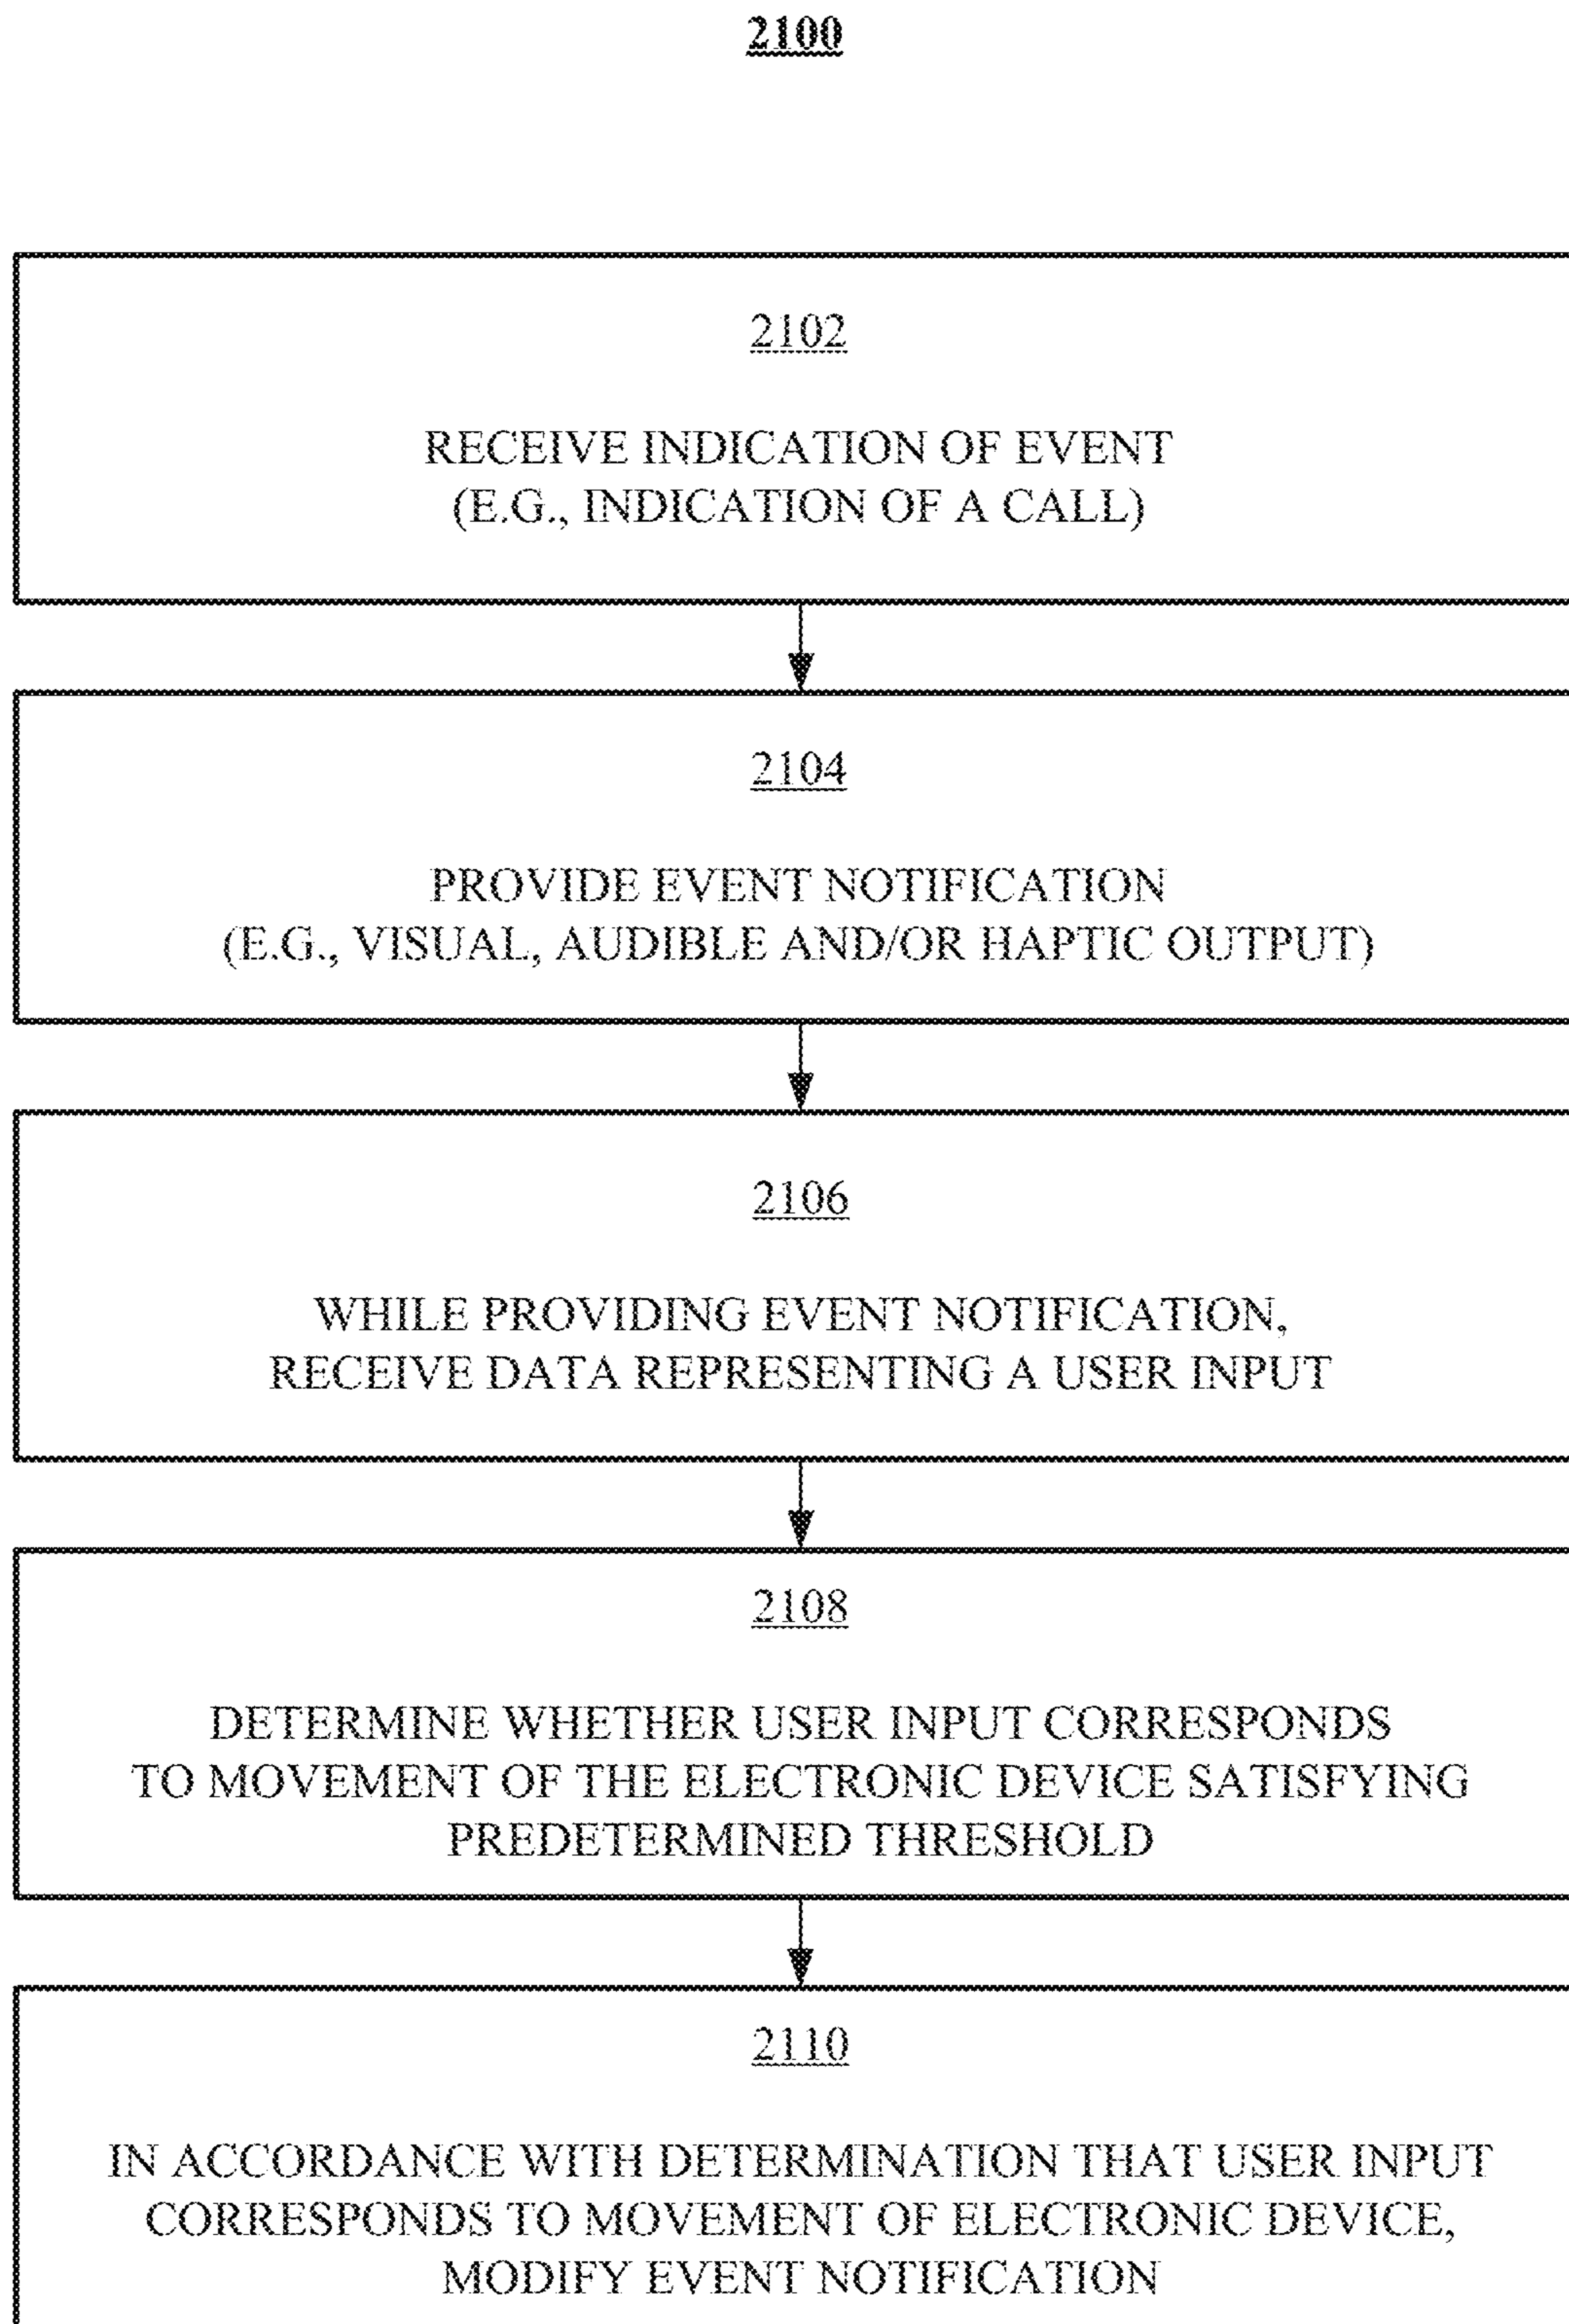 2100
2102
RECEIVE INDICATION OF EVENT
(E.G., INDICATION OF A CALL)
2104
PROVIDE EVENT NOTIFICATION
(E.G., VISUAL, AUDIBLE AND/OR HAPTIC OUTPUT)
2106
WHILE PROVIDING EVENT NOTIFICATION,
RECEIVE DATA REPRESENTING A USER INPUT
2108
DETERMINE WHETHER USER INPUT CORRESPONDS
TO MOVEMENT OF THE ELECTRONIC DEVICE SATISFYING
PREDETERMINED THRESHOLD
2110
IN ACCORDANCE WITH DETERMINATION THAT USER INPUT
CORRESPONDS TO MOVEMENT OF ELECTRONIC DEVICE,
MODIFY EVENT NOTIFICATION